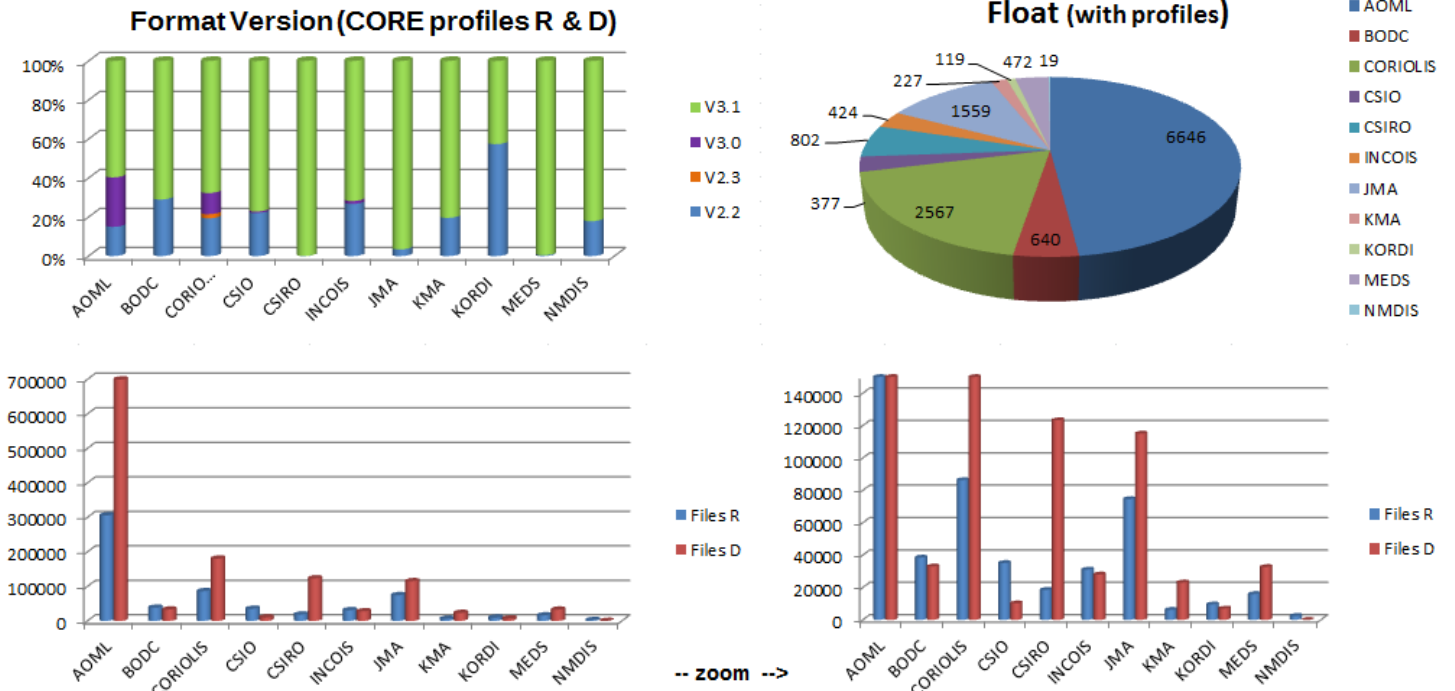 Format Version (CORE profiles R & D)
100%
80%
60%
40%
20%
0%
AOML
BODC
CORIO...
CSIO
CSIRO
INCOIS
JMA
KMA
KORDI
MEDS
NMDIS
V3.1
V3.0
V2.3
V2.2
Float (with profiles)
119
472
19
227
424
1559
802
6646
377
2567
640
AOML
BODC
CORIOLIS
CSIO
CSIRO
INCOIS
JMA
KMA
KORDI
MEDS
NMDIS
700000
600000
500000
400000
300000
200000
100000
0
AOML
BODC
CORIOLIS
CSIO
CSIRO
INCOIS
JMA
KMA
KORDI
MEDS
NMDIS
Files R
Files D
-- zoom -->
140000
120000
100000
80000
60000
40000
20000
0
AOML
BODC
CORIOLIS
CSIO
CSIRO
INCOIS
JMA
KMA
KORDI
MEDS
NMDIS
Files R
Files D